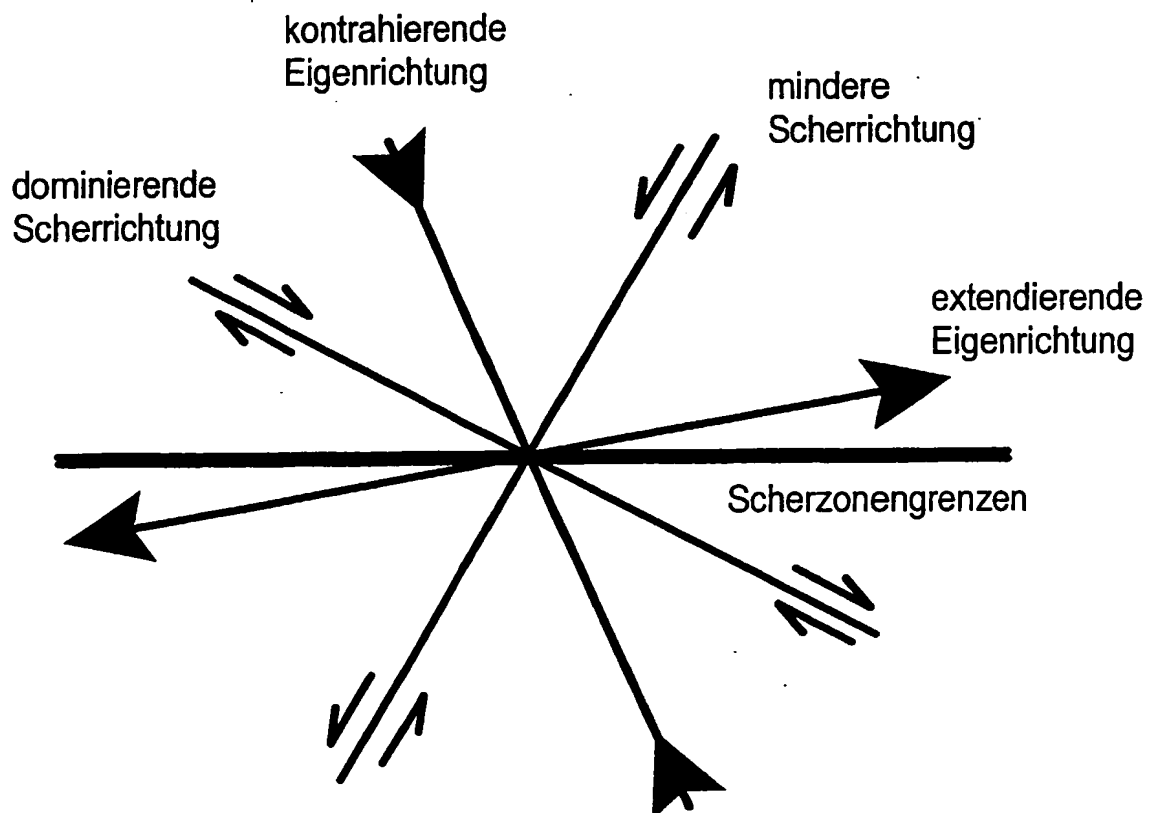 kontrahierende
Eigenrichtung
mindere
Scherrichtung
dominierende
Scherrichtung
extendierende
Eigenrichtung
Scherzonengrenzen